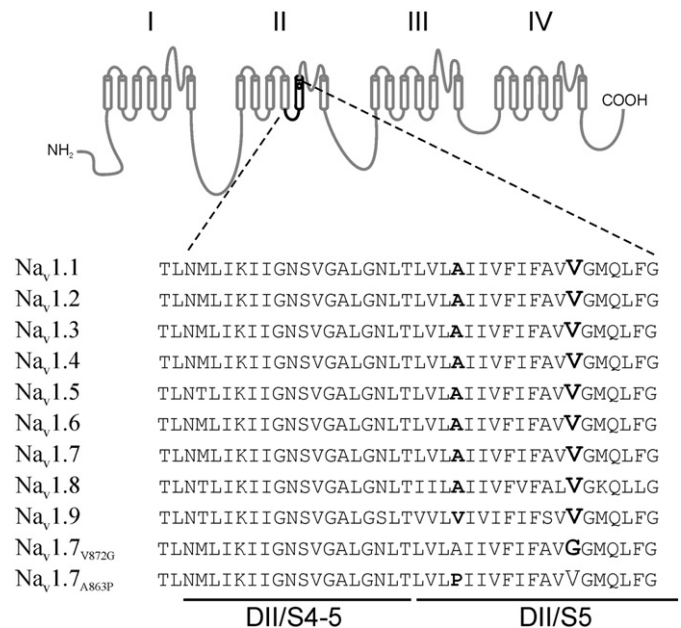 I II III IV
COOH
NH2
Nav1.1 TLNMLIKIIGNSVGALGNLTLVLAIIVFIFAVVGMQLFG
Nav1.2 TLNMLIKIIGNSVGALGNLTLVLAIIVFIFAVVGMQLFG
Nav1.3 TLNMLIKIIGNSVGALGNLTLVLAIIVFIFAVVGMQLFG
Nav1.4 TLNMLIKIIGNSVGALGNLTLVLAIIVFIFAVVGMQLFG
Nav1.5 TLNTLIKIIGNSVGALGNLTLVLAIIVFIFAVVGMQLFG
Nav1.6 TLNMLIKIIGNSVGALGNLTLVLAIIVFIFAVVGMQLFG
Nav1.7 TLNMLIKIIGNSVGALGNLTLVLAIIVFIFAVVGMQLFG
Nav1.8 TLNTLIKIIGNSVGALGNLTIILAIIVFVFALVGKQLLG
Nav1.9 TLNTLIKIIGNSVGALGSLTVVLVIVIFIFSVVGMQLFG
Nav1.7V872G TLNMLIKIIGNSVGALGNLTLVLAIIVFIFAVGGMQLFG
Nav1.7A863P TLNMLIKIIGNSVGALGNLTLVLPIIVFIFAVVGMQLFG
DII/S4-5 DII/S5